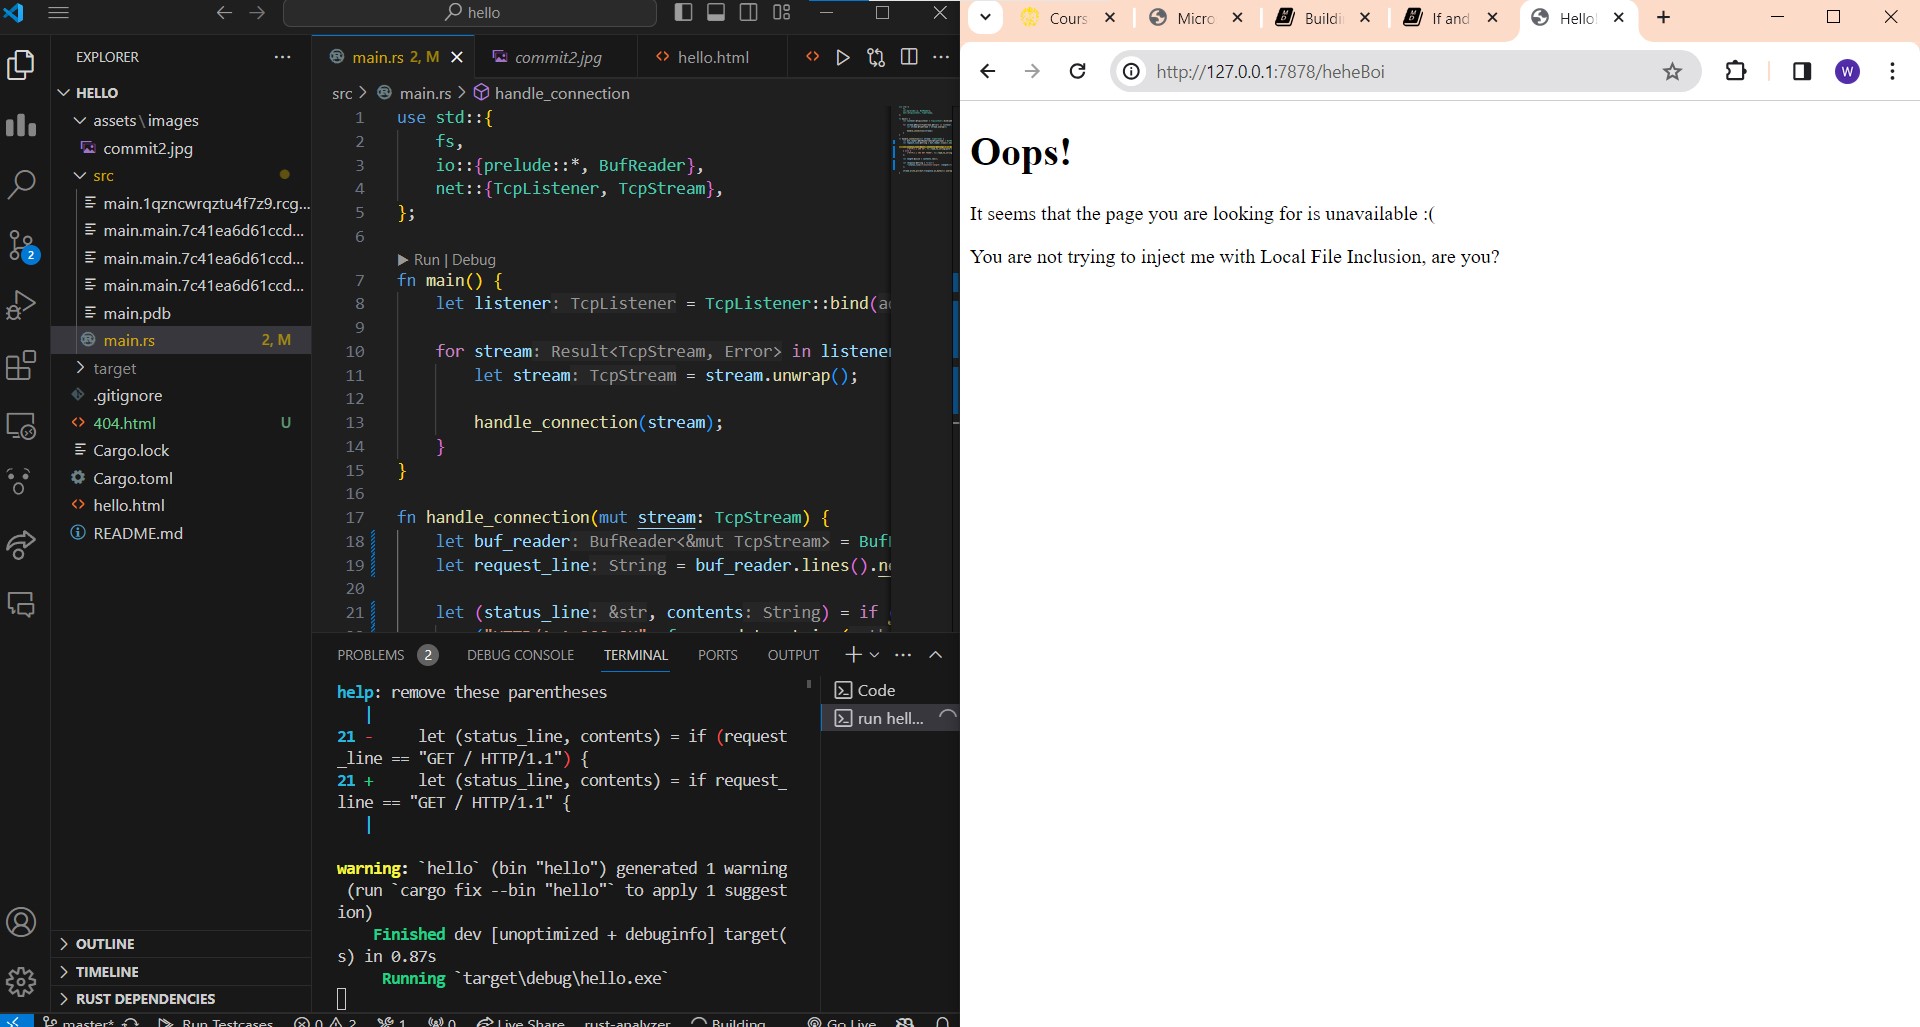 hello
EXPLORER
HELLO
assets\images
commit2.jpg
src
main.1qzncwrqztu4f7z9.rcg...
main.main.7c41ea6d61ccd...
main.main.7c41ea6d61ccd...
main.main.7c41ea6d61ccd...
main.pdb
main.rs 2, M
target
.gitignore
404.html U
Cargo.lock
Cargo.toml
hello.html
README.md
OUTLINE
TIMELINE
RUST DEPENDENCIES
2
main.rs 2, M
commit2.jpg
hello.html
src > main.rs > handle_connection
1 use std::{
2 fs,
3 io::{prelude::*, BufReader},
4 net::{TcpListener, TcpStream},
5 };
6
Run | Debug
7 fn main() {
8 let listener: TcpListener = TcpListener::bind(a
9
10 for stream: Result<TcpStream, Error> in listene
11 let stream: TcpStream = stream.unwrap();
12
13 handle_connection(stream);
14 }
15 }
16
17 fn handle_connection(mut stream: TcpStream) {
18 let buf_reader: BufReader<&mut TcpStream> = Buf
19 let request_line: String = buf_reader.lines().n
20
21 let (status_line: &str, contents: String) = if
PROBLEMS 2 DEBUG CONSOLE TERMINAL PORTS OUTPUT
help: remove these parentheses
|
21 - let (status_line, contents) = if (request
_line == "GET / HTTP/1.1") {
21 + let (status_line, contents) = if request_
line == "GET / HTTP/1.1" {
|
warning: `hello` (bin "hello") generated 1 warning
(run `cargo fix --bin "hello"` to apply 1 suggest
ion)
Finished dev [unoptimized + debuginfo] target(
s) in 0.87s
Running `target\debug\hello.exe`
Code
run hell...
master* Run Testcases 0 2 1 0 Live Share rust-analyzer Building Go Live
Cours
Micro
Buildi
If and
Hello!
http://127.0.0.1:7878/heheBoi
W
Oops!
It seems that the page you are looking for is unavailable :(
You are not trying to inject me with Local File Inclusion, are you?